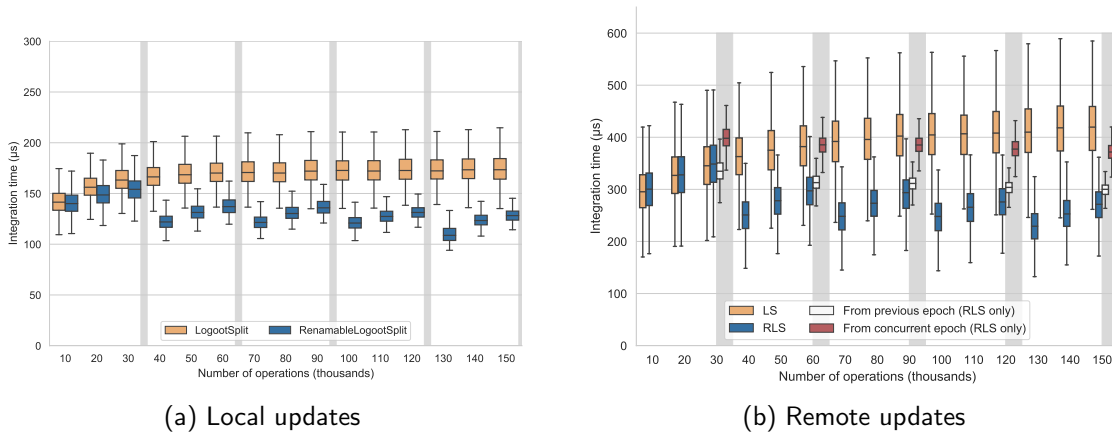 300
250
200
150
100
50
0
Integration time (μs)
LogootSplit
RenamableLogootSplit
10 20 30 40 50 60 70 80 90 100 110 120 130 140 150
Number of operations (thousands)
(a) Local updates
600
500
400
300
200
100
0
Integration time (μs)
LS
From previous epoch (RLS only)
RLS
From concurrent epoch (RLS only)
10 20 30 40 50 60 70 80 90 100 110 120 130 140 150
Number of operations (thousands)
(b) Remote updates